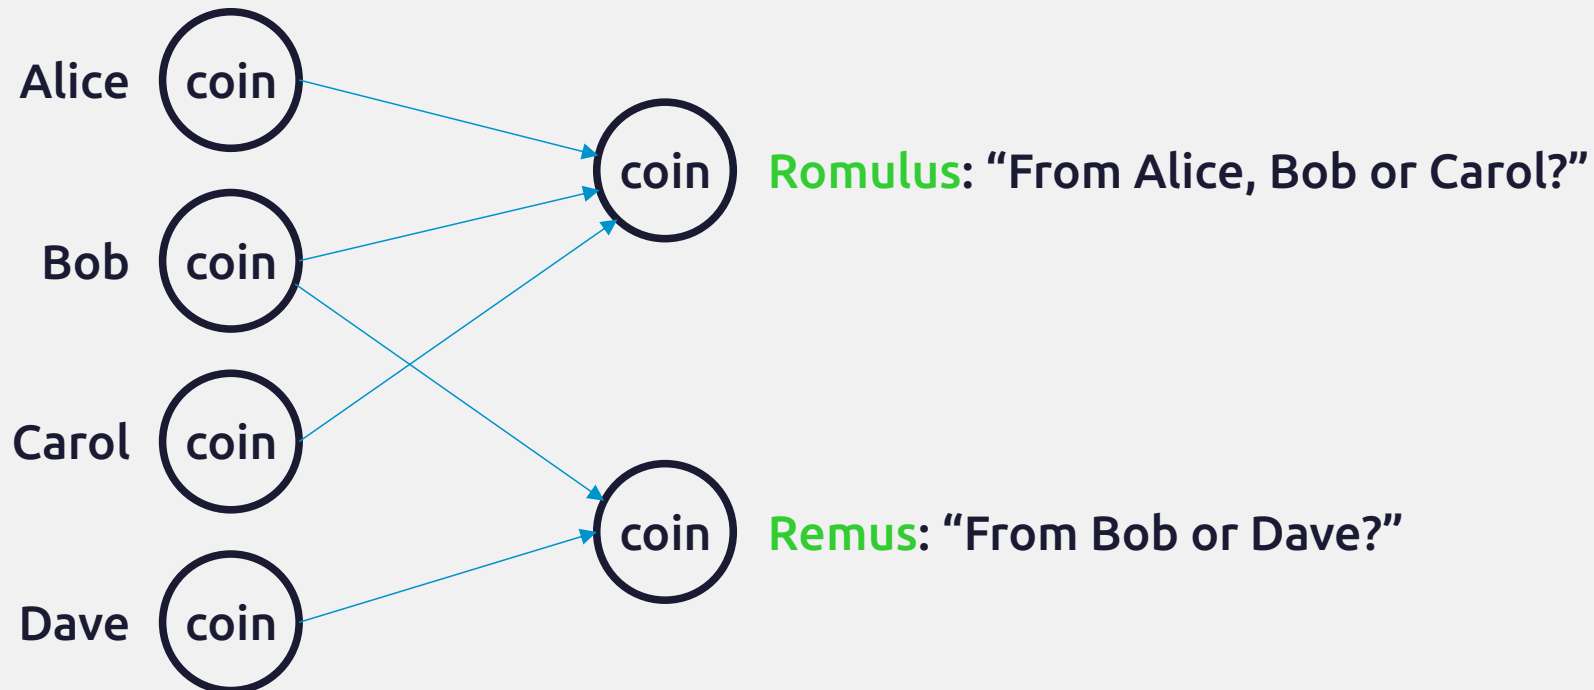 Alice coin
coin Romulus: “From Alice, Bob or Carol?”
Bob coin
Carol coin
coin Remus: “From Bob or Dave?”
Dave coin